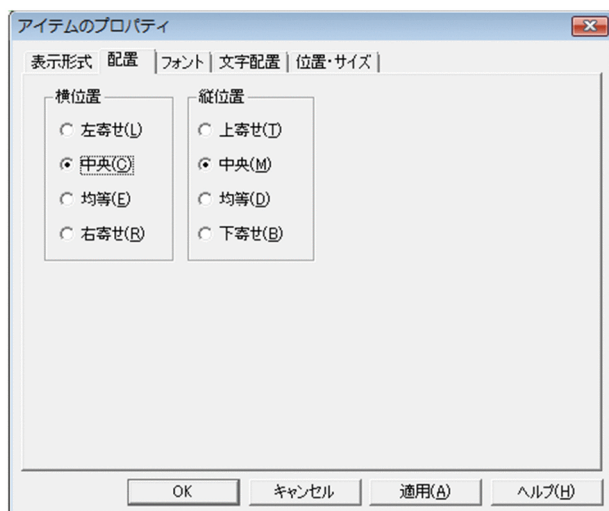 アイテムのプロパティ
表示形式 配置 フォント 文字配置 位置・サイズ
横位置 縦位置
左寄せ(L) 上寄せ(T)
中央(C) 中央(M)
均等(E) 均等(D)
右寄せ(R) 下寄せ(B)
OK キャンセル 適用(A) ヘルプ(H)